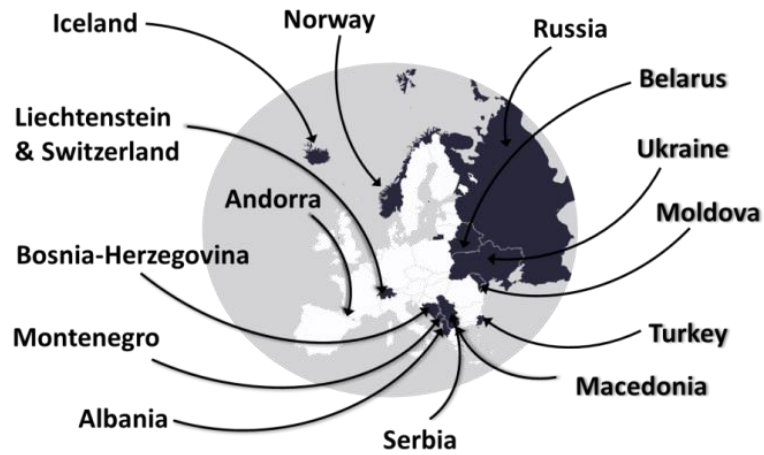 Iceland
Norway
Russia
Belarus
Liechtenstein
& Switzerland
Ukraine
Andorra
Moldova
Bosnia-Herzegovina
Montenegro
Turkey
Macedonia
Albania
Serbia